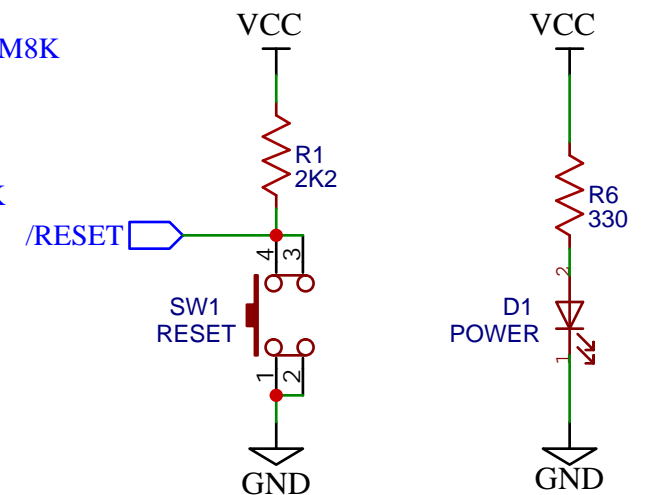 M8K
K
/RESET
VCC
R1
2K2
4
3
SW1
RESET
1
2
GND
VCC
R6
330
2
D1
POWER
1
GND